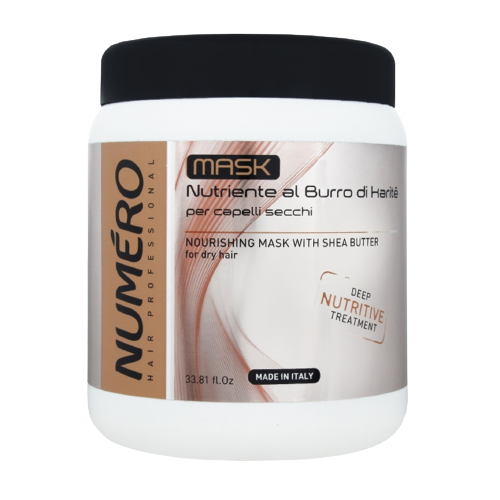 NUMÉRO
HAIR PROFESSIONAL
MASK
Nutriente al Burro di Karitê
per capelli secchi
NOURISHING MASK WITH SHEA BUTTER
for dry hair
DEEP
NUTRITIVE
TREATMENT
33.81 fl.Oz
MADE IN ITALY